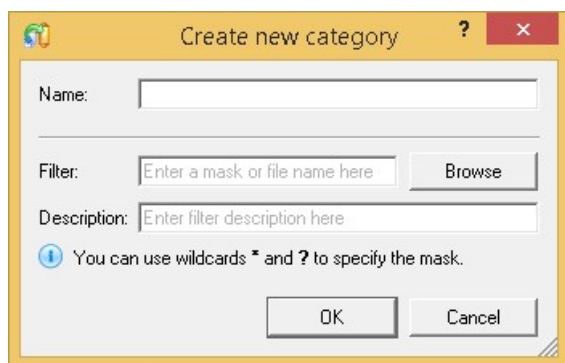 Create new category ?
Name:
Filter: Enter a mask or file name here Browse
Description: Enter filter description here
You can use wildcards * and ? to specify the mask.
OK Cancel